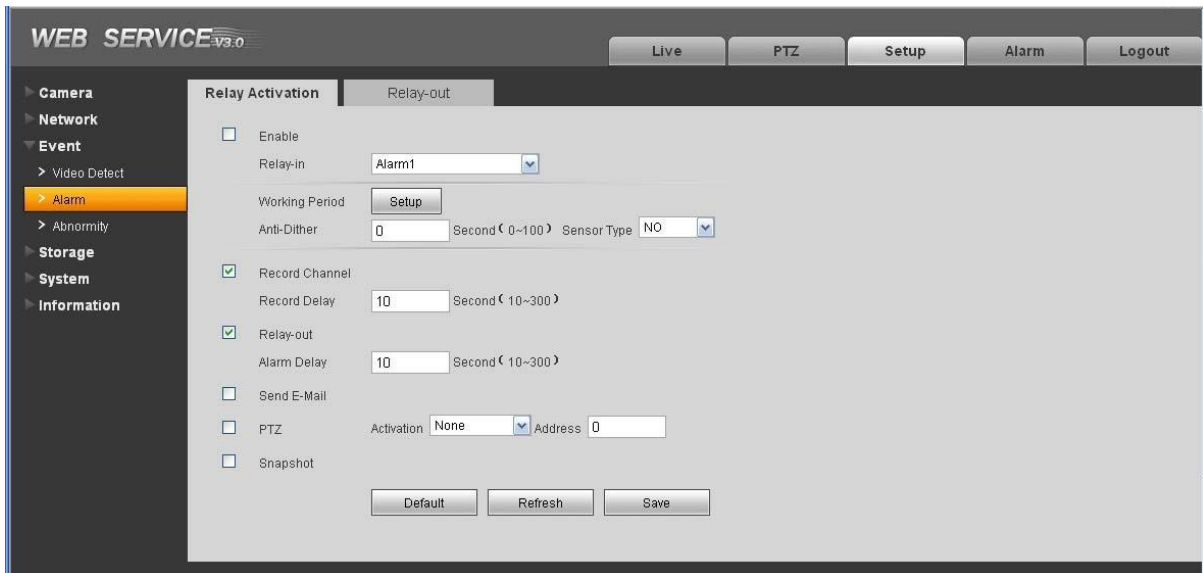 WEB SERVICE V3.0
Live PTZ Setup Alarm Logout
Camera
Network
Event
> Video Detect
> Alarm
> Abnormity
Storage
System
Information
Relay Activation Relay-out
Enable
Relay-in Alarm1
Working Period Setup
Anti-Dither 0 Second ( 0~100 ) Sensor Type NO
Record Channel
Record Delay 10 Second ( 10~300 )
Relay-out
Alarm Delay 10 Second ( 10~300 )
Send E-Mail
PTZ Activation None Address 0
Snapshot
Default Refresh Save